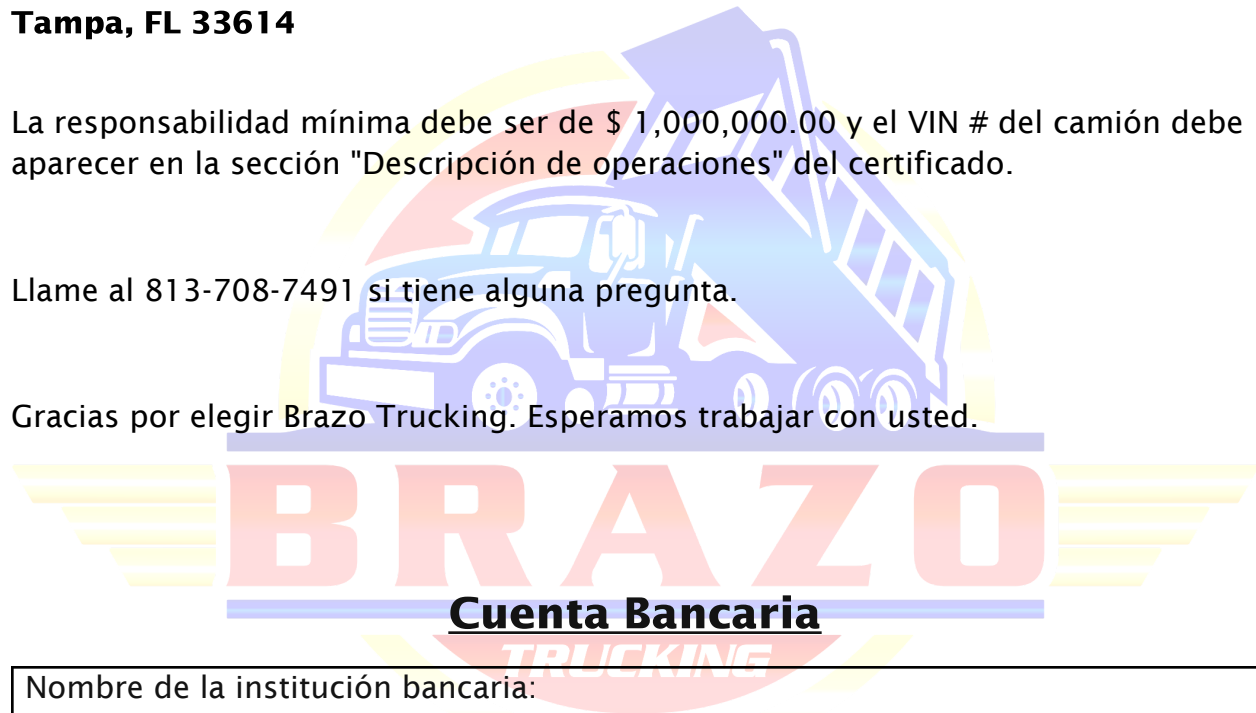 Tampa, FL 33614
La responsabilidad mínima debe ser de $ 1,000,000.00 y el VIN # del camión debe
aparecer en la sección "Descripción de operaciones" del certificado.
Llame al 813-708-7491 si tiene alguna pregunta.
Gracias por elegir Brazo Trucking. Esperamos trabajar con usted.
BRAZO
Cuenta Bancaria
TRUCKING
Nombre de la institución bancaria: